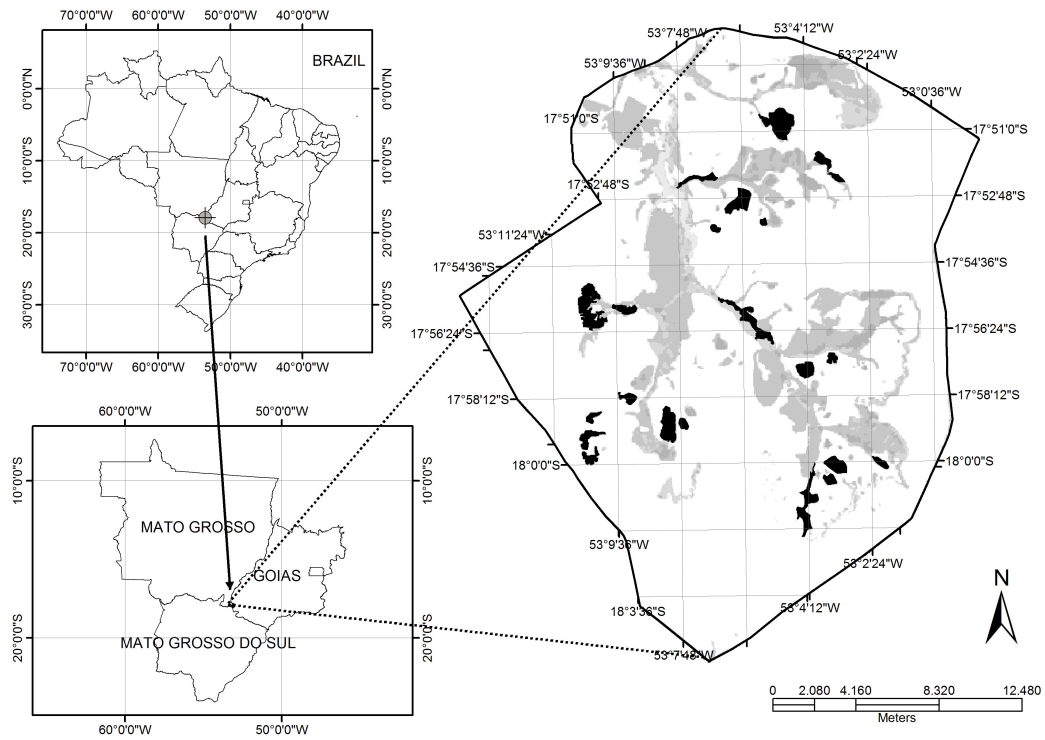 70°0'0"W 60°0'0"W 50°0'0"W 40°0'0"W
BRAZIL
0°0'0"N 0°0'0"N
10°0'0"S 10°0'0"S
20°0'0"S 20°0'0"S
30°0'0"S 30°0'0"S
70°0'0"W 60°0'0"W 50°0'0"W 40°0'0"W
60°0'0"W 50°0'0"W
10°0'0"S 10°0'0"S
MATO GROSSO
GOIAS
MATO GROSSO DO SUL
20°0'0"S 20°0'0"S
60°0'0"W 50°0'0"W
53°7'48"W 53°4'12"W
53°9'36"W 53°2'24"W
53°0'36"W
17°51'0"S 17°51'0"S
17°52'48"S 17°52'48"S
53°11'24"W
17°54'36"S 17°54'36"S
17°56'24"S 17°56'24"S
17°58'12"S 17°58'12"S
18°0'0"S 18°0'0"S
53°9'36"W 53°2'24"W
18°3'36"S 53°4'12"W
53°7'48"W
N
0 2.080 4.160 8.320 12.480
Meters